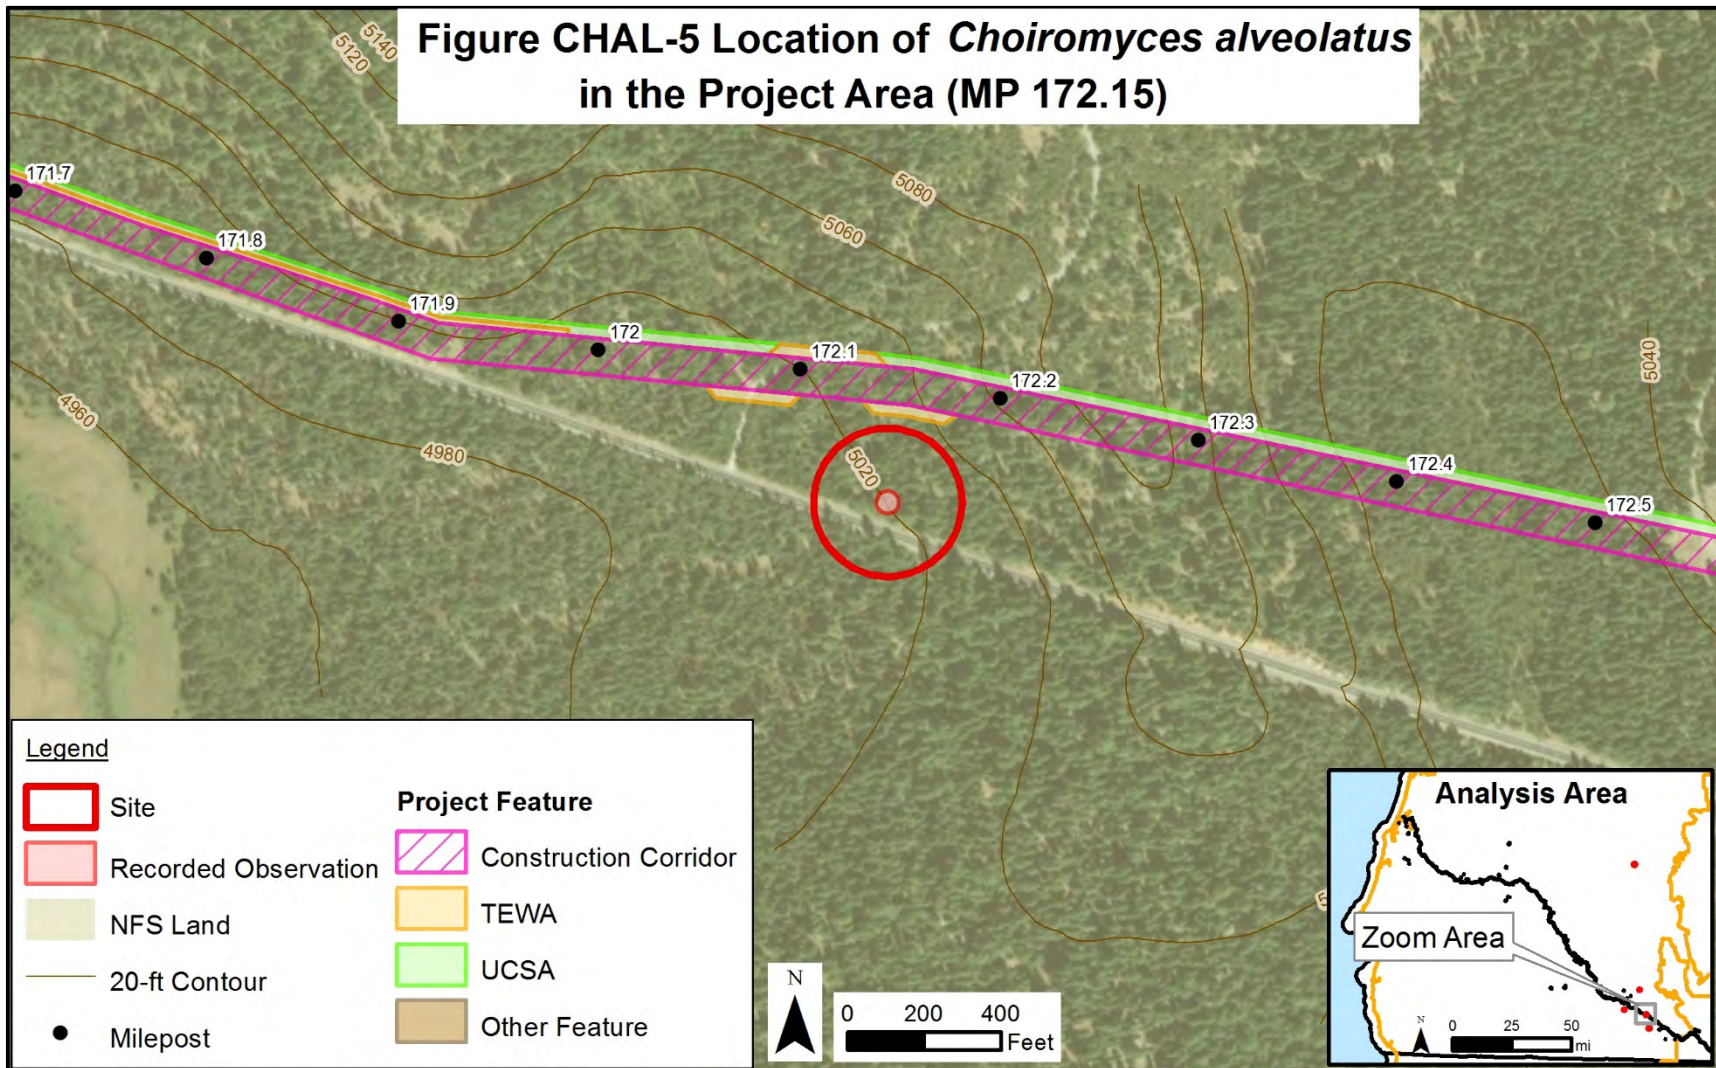 Figure CHAL-5 Location of Choiromyces alveolatus
in the Project Area (MP 172.15)
5140
5120
5080
5060
5040
5020
4980
4960
171.7
171.8
171.9
172
172.1
172.2
172.3
172.4
172.5
Legend
Site
Recorded Observation
NFS Land
20-ft Contour
Milepost
Project Feature
Construction Corridor
TEWA
UCSA
Other Feature
N
0 200 400
Feet
Analysis Area
Zoom Area
N
0 25 50
mi